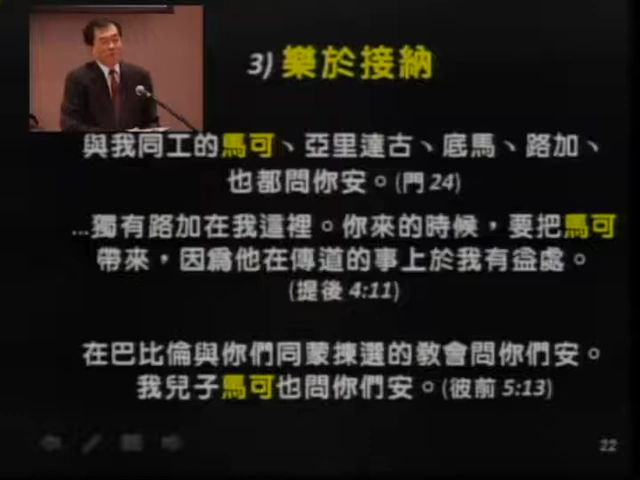 3) 樂於接納
與我同工的馬可、亞里達古、底馬、路加、
也都問你安。(門 24)
...獨有路加在我這裡。你來的時候，要把馬可
帶來，因爲他在傳道的事上於我有益處。
(提後 4:11)
在巴比倫與你們同蒙揀選的教會問你們安。
我兒子馬可也問你們安。(彼前 5:13)
22